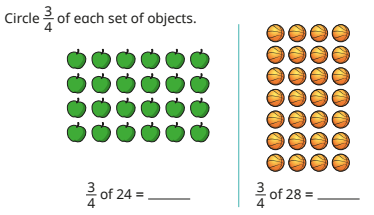 Circle 3/4 of each set of objects.
3/4 of 24 = ______
3/4 of 28 = ______